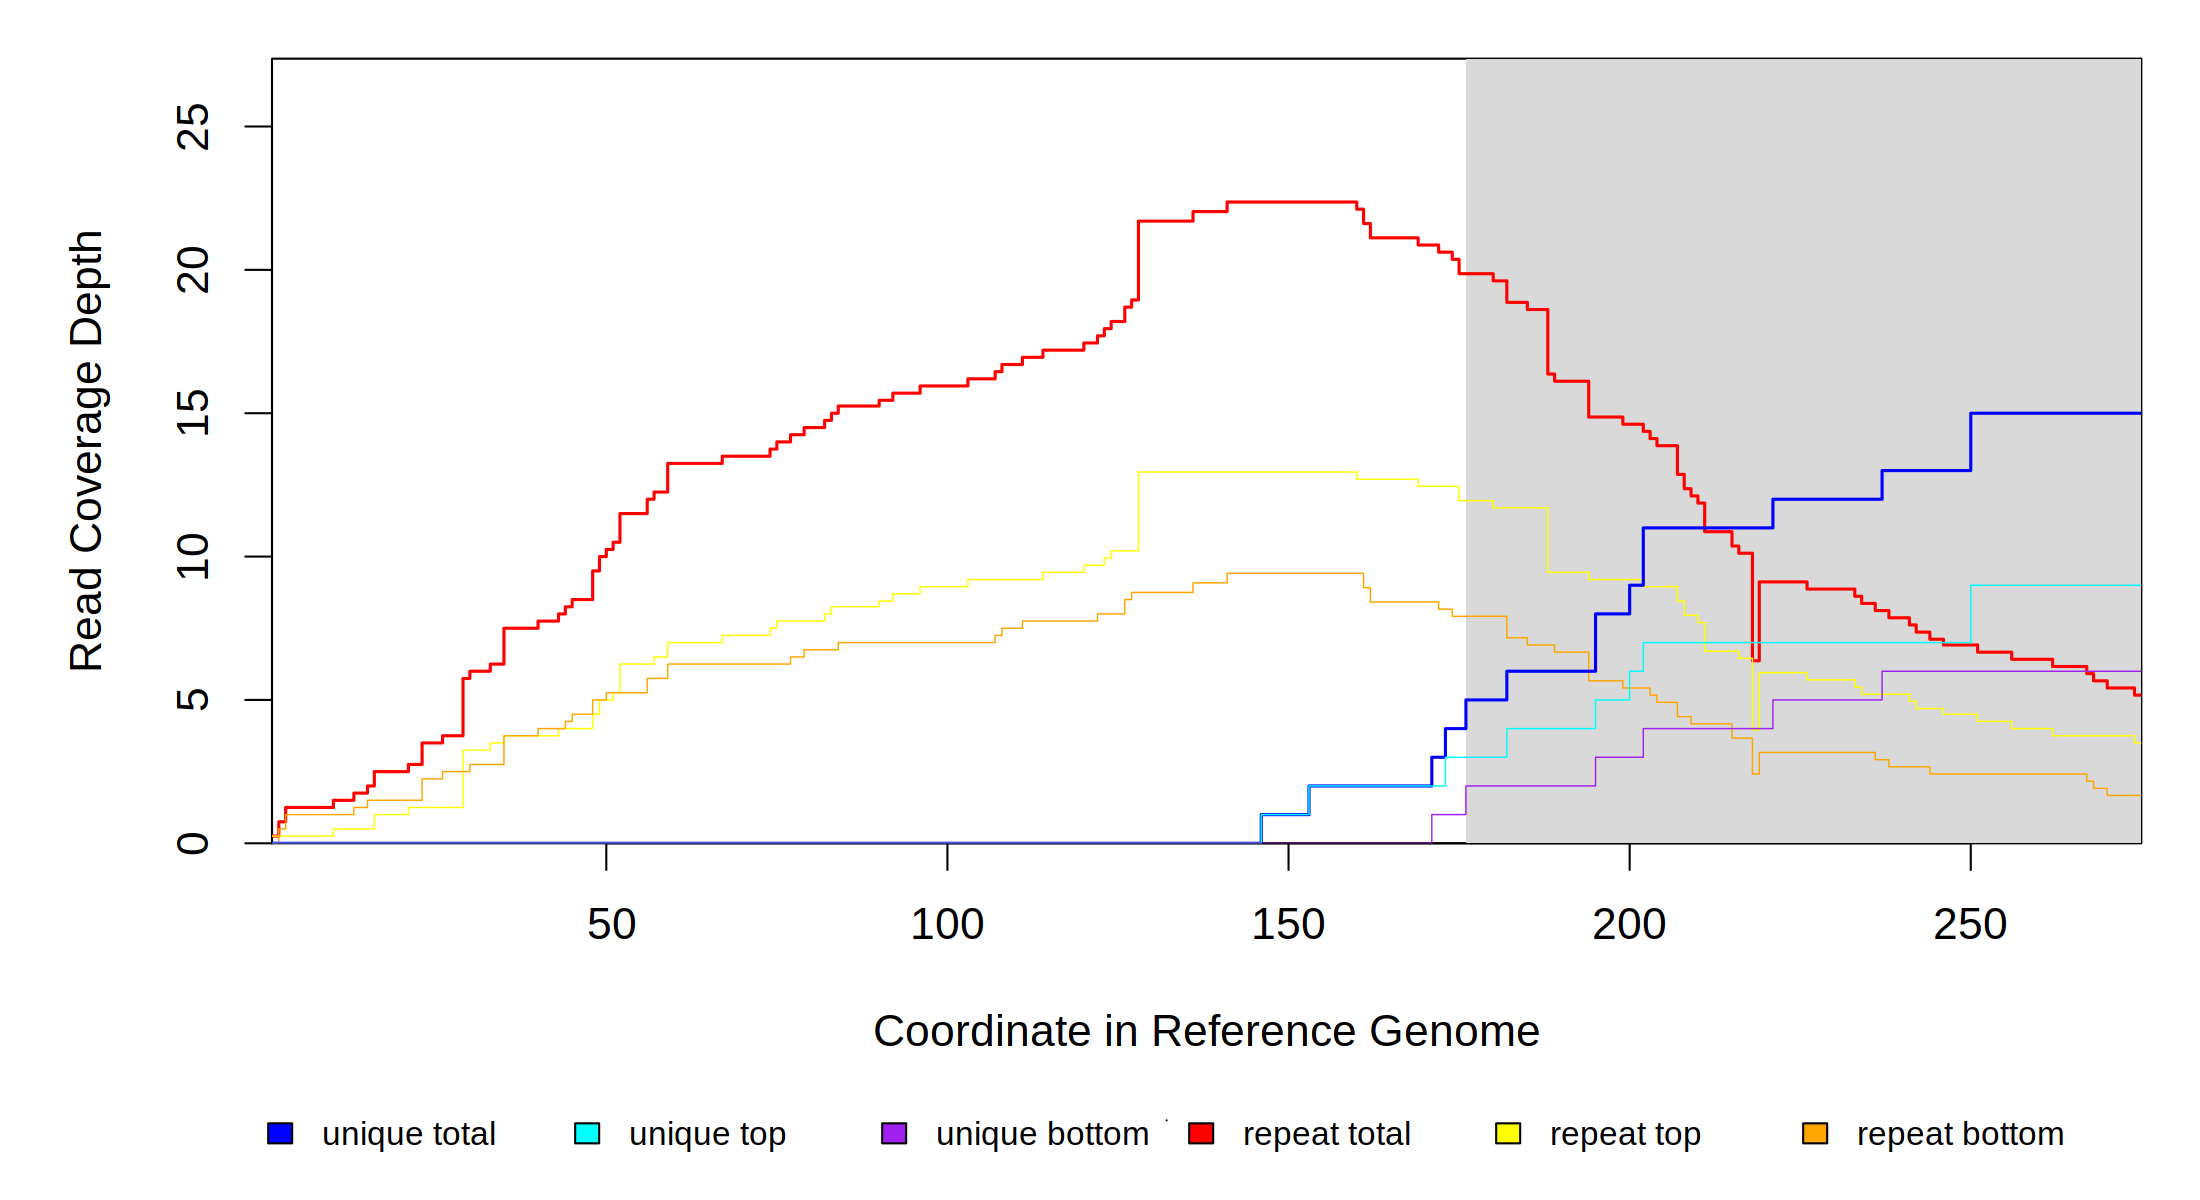 25
20
15
10
5
0
Read Coverage Depth
50 100 150 200 250
Coordinate in Reference Genome
unique total unique top unique bottom repeat total repeat top repeat bottom